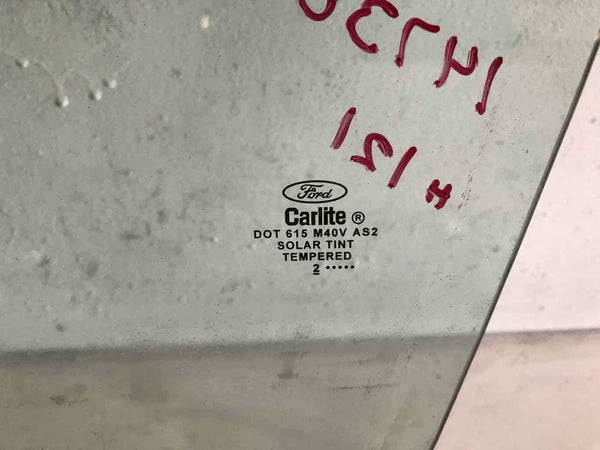 14730
#121
Ford
Carlite ®
DOT 615 M40V AS2
SOLAR TINT
TEMPERED
2 •••••